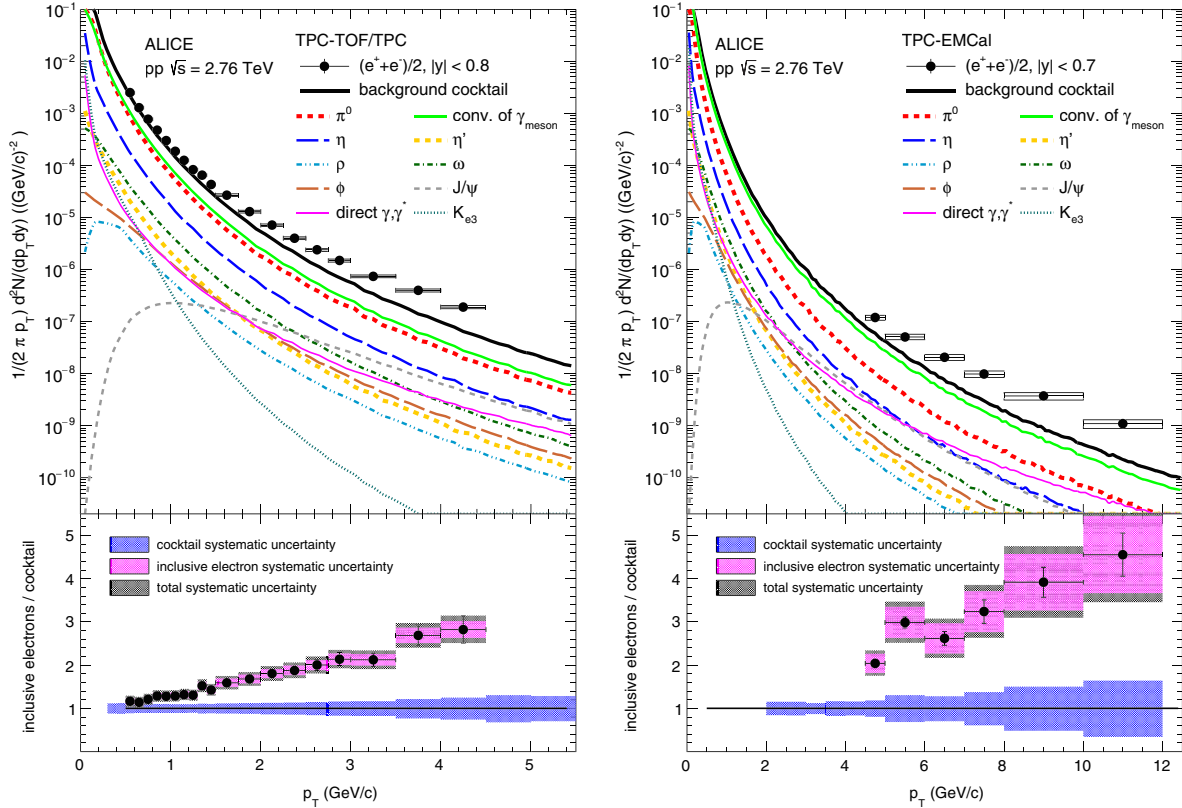 1/(2 π p_T) d²N/(dp_T dy) ((GeV/c)⁻²)
10⁻¹
10⁻²
10⁻³
10⁻⁴
10⁻⁵
10⁻⁶
10⁻⁷
10⁻⁸
10⁻⁹
10⁻¹⁰
ALICE
pp √s = 2.76 TeV
TPC-TOF/TPC
(e⁺+e⁻)/2, |y| < 0.8
background cocktail
π⁰
conv. of γ_meson
η
η'
ρ
ω
φ
J/ψ
direct γ,γ*
K_e3
inclusive electrons / cocktail
5
4
3
2
1
cocktail systematic uncertainty
inclusive electron systematic uncertainty
total systematic uncertainty
0 1 2 3 4 5
p_T (GeV/c)
1/(2 π p_T) d²N/(dp_T dy) ((GeV/c)⁻²)
10⁻¹
10⁻²
10⁻³
10⁻⁴
10⁻⁵
10⁻⁶
10⁻⁷
10⁻⁸
10⁻⁹
10⁻¹⁰
ALICE
pp √s = 2.76 TeV
TPC-EMCal
(e⁺+e⁻)/2, |y| < 0.7
background cocktail
π⁰
conv. of γ_meson
η
η'
ρ
ω
φ
J/ψ
direct γ,γ*
K_e3
inclusive electrons / cocktail
5
4
3
2
1
cocktail systematic uncertainty
inclusive electron systematic uncertainty
total systematic uncertainty
0 2 4 6 8 10 12
p_T (GeV/c)